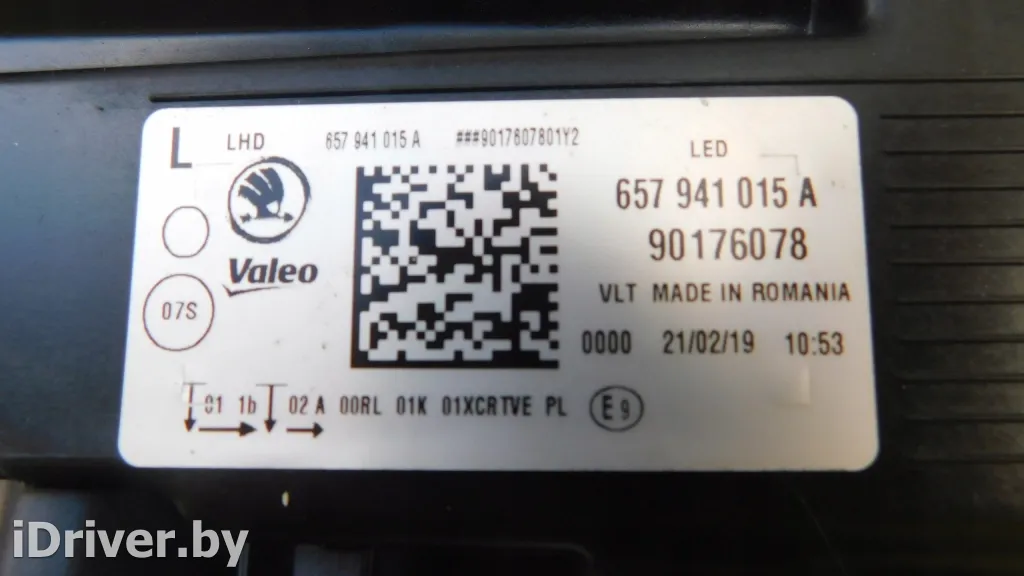 L LHD 657 941 015 A ###9017607801Y2 LED
657 941 015 A
90176078
Valeo
VLT MADE IN ROMANIA
07S
0000 21/02/19 10:53
01 1b 02 A 00RL 01K 01XCRTVE PL E9
iDriver.by